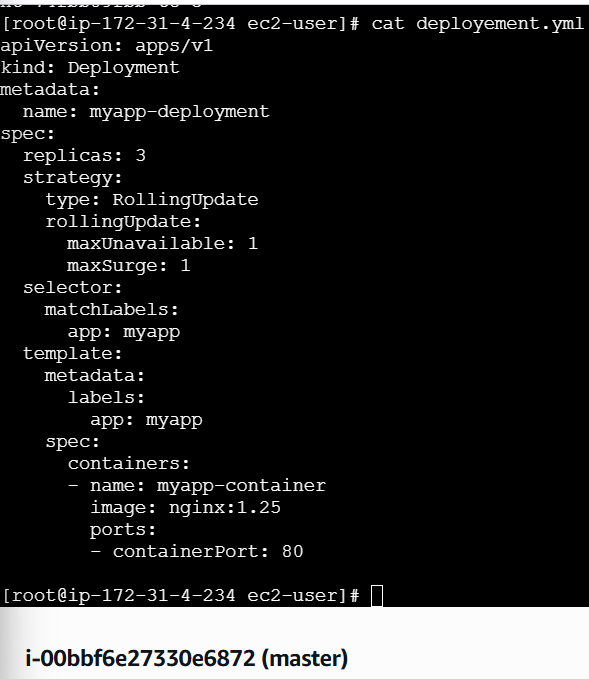 [root@ip-172-31-4-234 ec2-user]# cat deployement.yml
apiVersion: apps/v1
kind: Deployment
metadata:
  name: myapp-deployment
spec:
  replicas: 3
  strategy:
    type: RollingUpdate
    rollingUpdate:
      maxUnavailable: 1
      maxSurge: 1
  selector:
    matchLabels:
      app: myapp
  template:
    metadata:
      labels:
        app: myapp
    spec:
      containers:
      - name: myapp-container
        image: nginx:1.25
        ports:
        - containerPort: 80
[root@ip-172-31-4-234 ec2-user]#
i-00bbf6e27330e6872 (master)